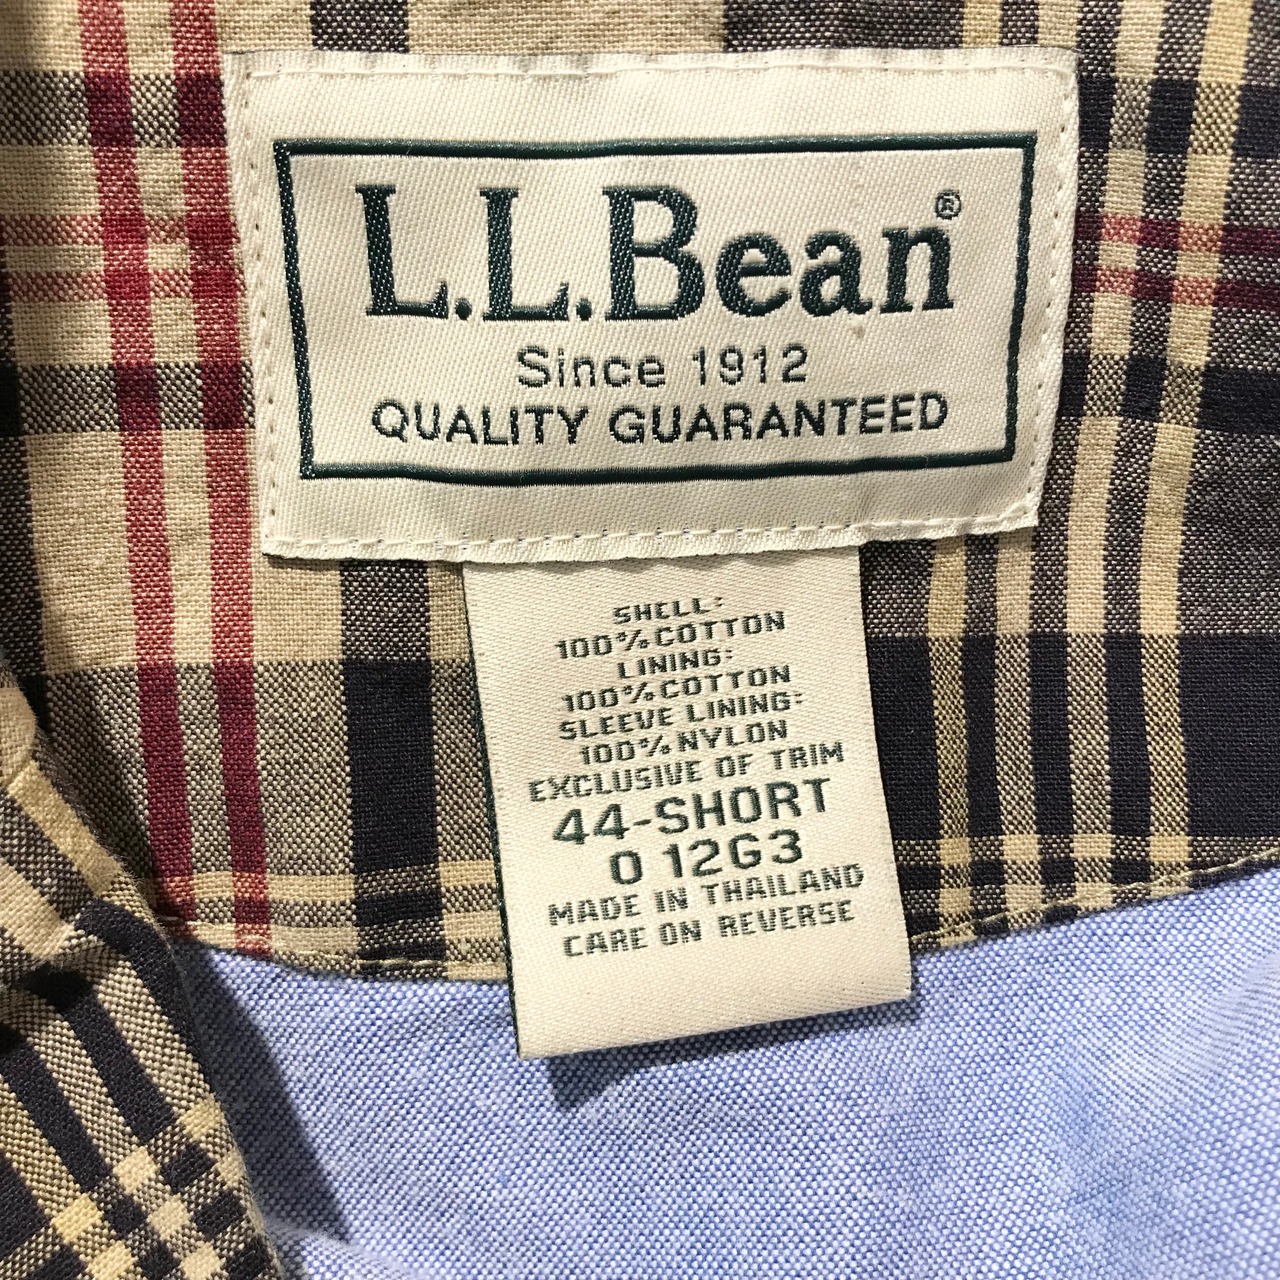 L.L.Bean®
Since 1912
QUALITY GUARANTEED
SHELL:
100%COTTON
LINING:
100%COTTON
SLEEVE LINING:
100%NYLON
EXCLUSIVE OF TRIM
44-SHORT
0 12G3
MADE IN THAILAND
CARE ON REVERSE